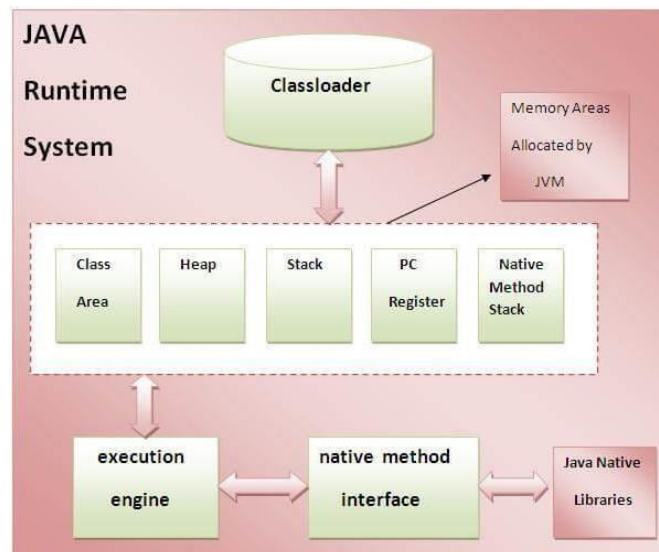 JAVA
Runtime
System
Classloader
Memory Areas
Allocated by
JVM
Class
Area
Heap
Stack
PC
Register
Native
Method
Stack
execution
engine
native method
interface
Java Native
Libraries